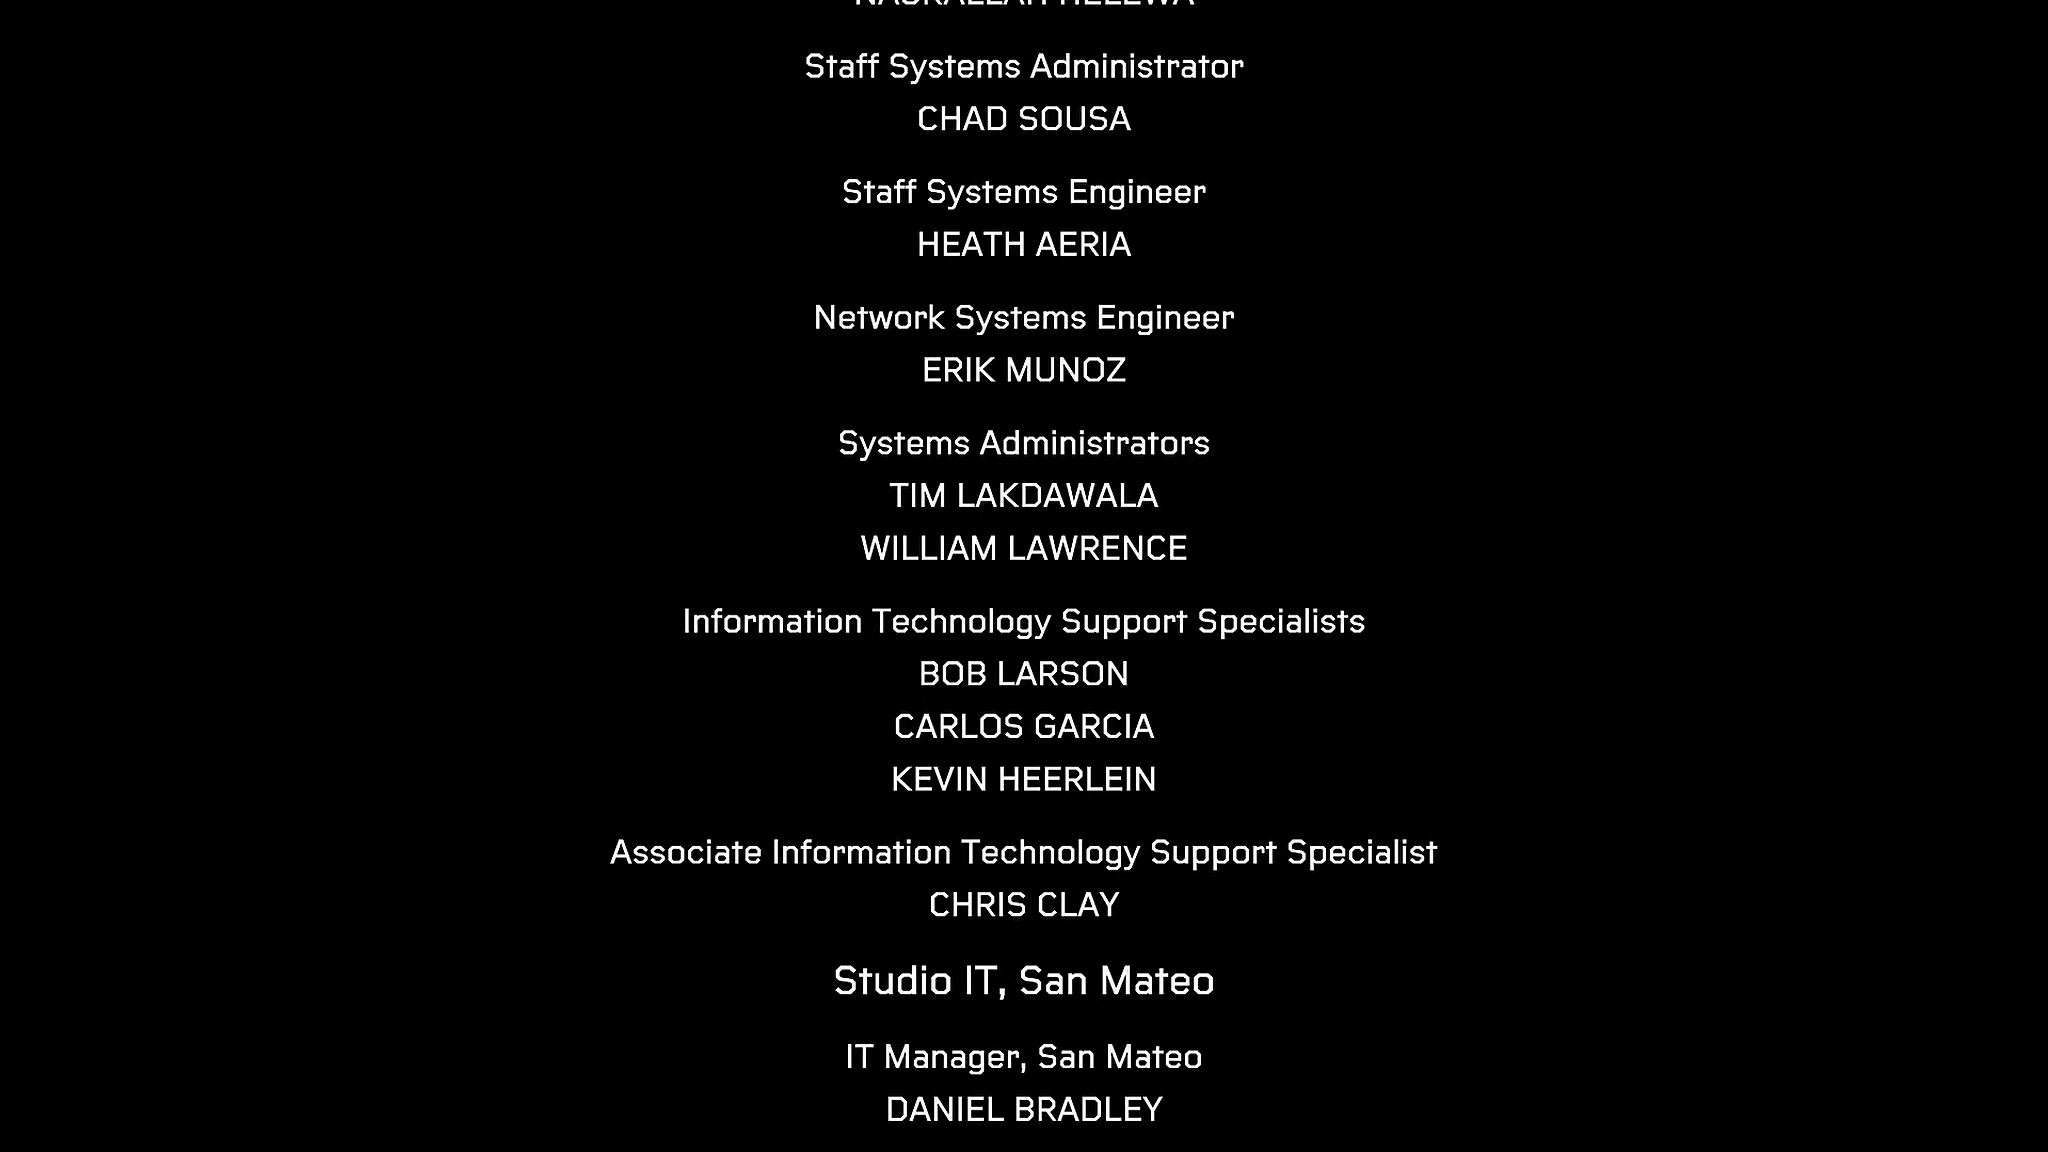 Staff Systems Administrator
CHAD SOUSA
Staff Systems Engineer
HEATH AERIA
Network Systems Engineer
ERIK MUNOZ
Systems Administrators
TIM LAKDAWALA
WILLIAM LAWRENCE
Information Technology Support Specialists
BOB LARSON
CARLOS GARCIA
KEVIN HEERLEIN
Associate Information Technology Support Specialist
CHRIS CLAY
Studio IT, San Mateo
IT Manager, San Mateo
DANIEL BRADLEY